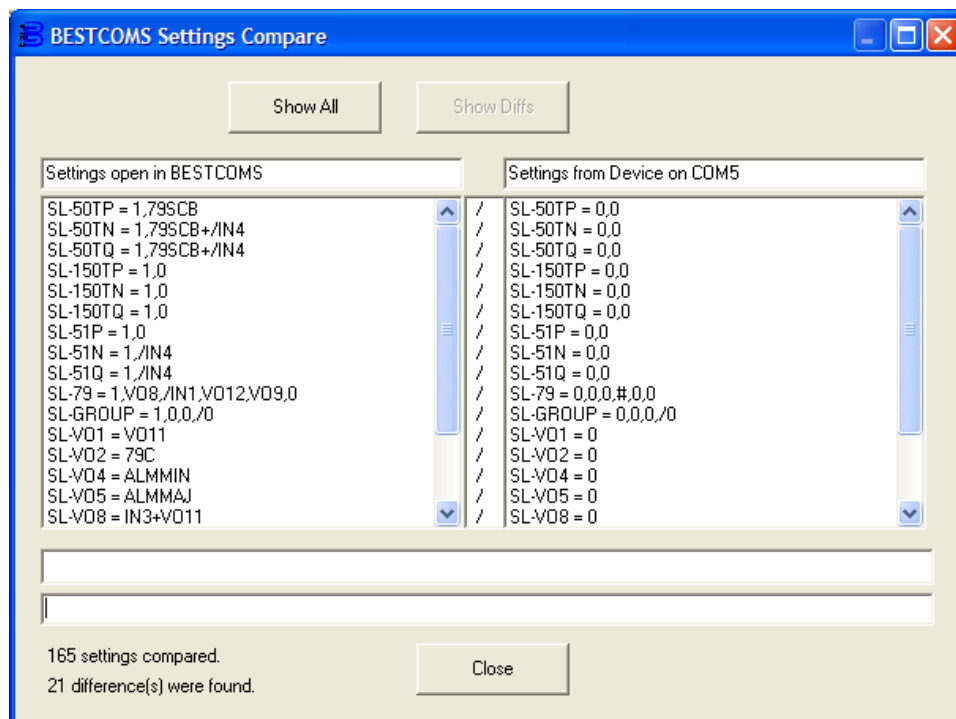 BESTCOMS Settings Compare
Show All Show Diffs
Settings open in BESTCOMS Settings from Device on COM5
SL-50TP = 1,79SCB / SL-50TP = 0,0
SL-50TN = 1,79SCB+/IN4 / SL-50TN = 0,0
SL-50TQ = 1,79SCB+/IN4 / SL-50TQ = 0,0
SL-150TP = 1,0 / SL-150TP = 0,0
SL-150TN = 1,0 / SL-150TN = 0,0
SL-150TQ = 1,0 / SL-150TQ = 0,0
SL-51P = 1,0 / SL-51P = 0,0
SL-51N = 1,/IN4 / SL-51N = 0,0
SL-51Q = 1,/IN4 / SL-51Q = 0,0
SL-79 = 1,VO8,/IN1,VO12,VO9,0 / SL-79 = 0,0,0,#,0,0
SL-GROUP = 1,0,0,/0 / SL-GROUP = 0,0,0,/0
SL-VO1 = VO11 / SL-VO1 = 0
SL-VO2 = 79C / SL-VO2 = 0
SL-VO4 = ALMMIN / SL-VO4 = 0
SL-VO5 = ALMMAJ / SL-VO5 = 0
SL-VO8 = IN3+VO11 / SL-VO8 = 0
165 settings compared.
21 difference(s) were found.
Close